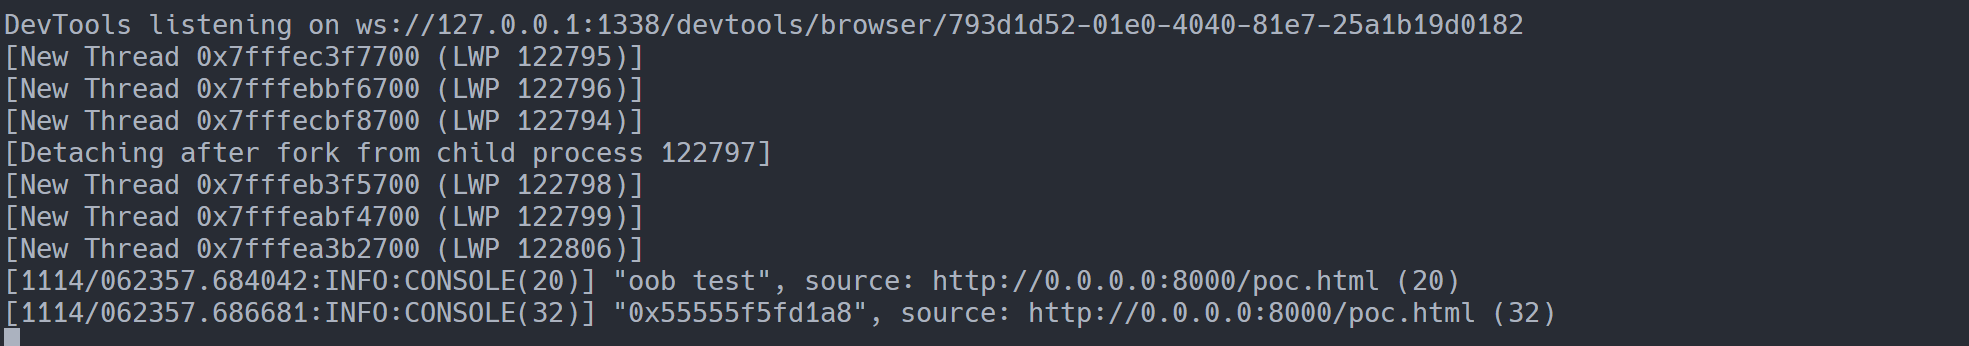 DevTools listening on ws://127.0.0.1:1338/devtools/browser/793d1d52-01e0-4040-81e7-25a1b19d0182
[New Thread 0x7fffec3f7700 (LWP 122795)]
[New Thread 0x7fffebbf6700 (LWP 122796)]
[New Thread 0x7fffecbf8700 (LWP 122794)]
[Detaching after fork from child process 122797]
[New Thread 0x7fffeb3f5700 (LWP 122798)]
[New Thread 0x7fffeabf4700 (LWP 122799)]
[New Thread 0x7fffea3b2700 (LWP 122806)]
[1114/062357.684042:INFO:CONSOLE(20)] "oob test", source: http://0.0.0.0:8000/poc.html (20)
[1114/062357.686681:INFO:CONSOLE(32)] "0x55555f5fd1a8", source: http://0.0.0.0:8000/poc.html (32)